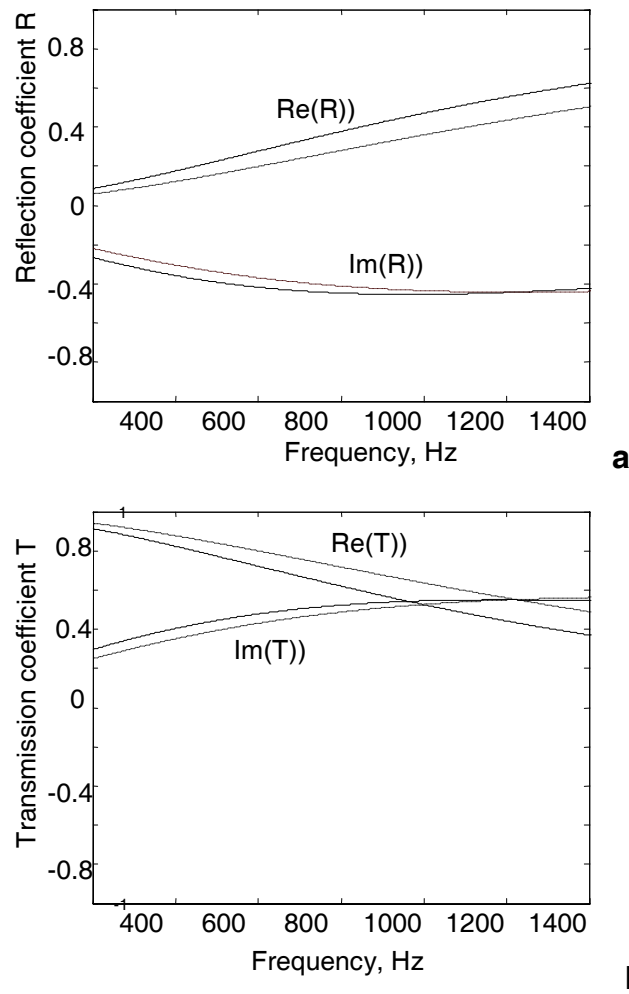 Reflection coefficient R
0.8
0.4
0
-0.4
-0.8
Re(R))
Im(R))
400 600 800 1000 1200 1400
Frequency, Hz
a
Transmission coefficient T
1
0.8
0.4
0
-0.4
-0.8
-1
Re(T))
Im(T))
400 600 800 1000 1200 1400
Frequency, Hz